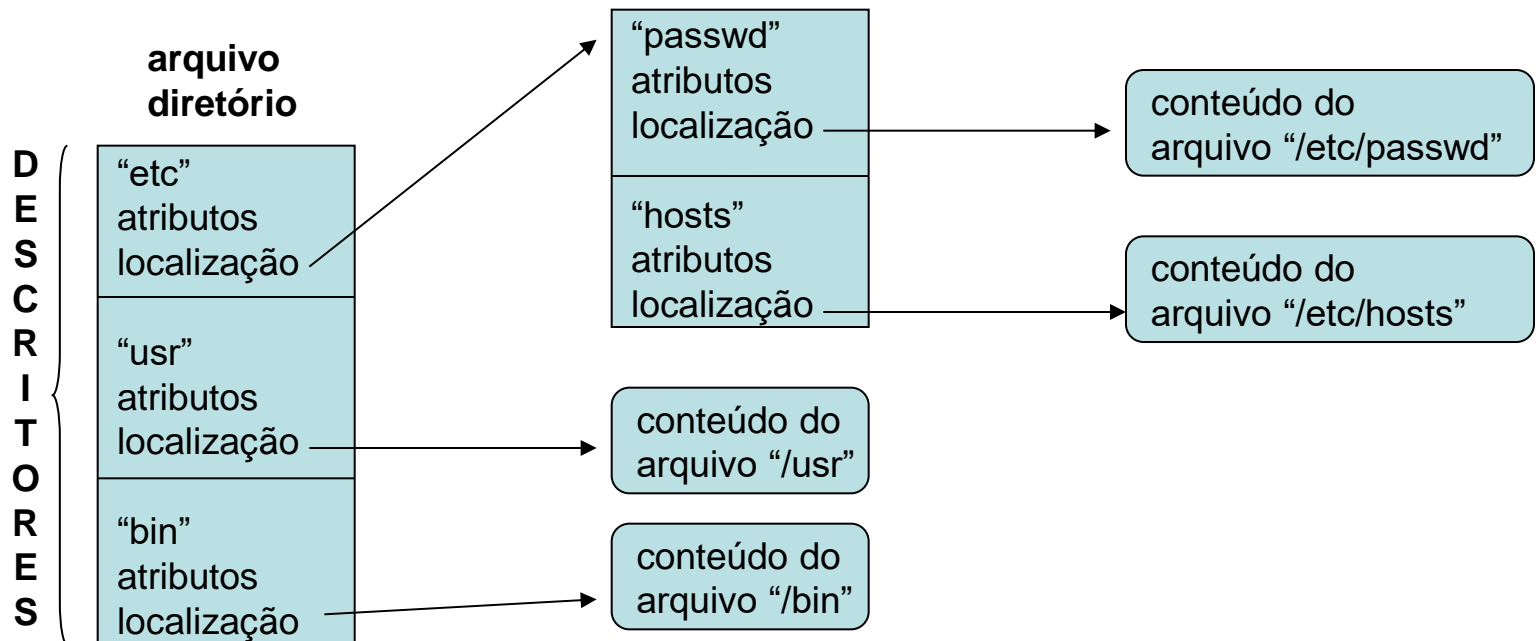 arquivo
diretório
D
E
S
C
R
I
T
O
R
E
S
“etc”
atributos
localização
“usr”
atributos
localização
“bin”
atributos
localização
“passwd”
atributos
localização
“hosts”
atributos
localização
conteúdo do
arquivo “/usr”
conteúdo do
arquivo “/bin”
conteúdo do
arquivo “/etc/passwd”
conteúdo do
arquivo “/etc/hosts”